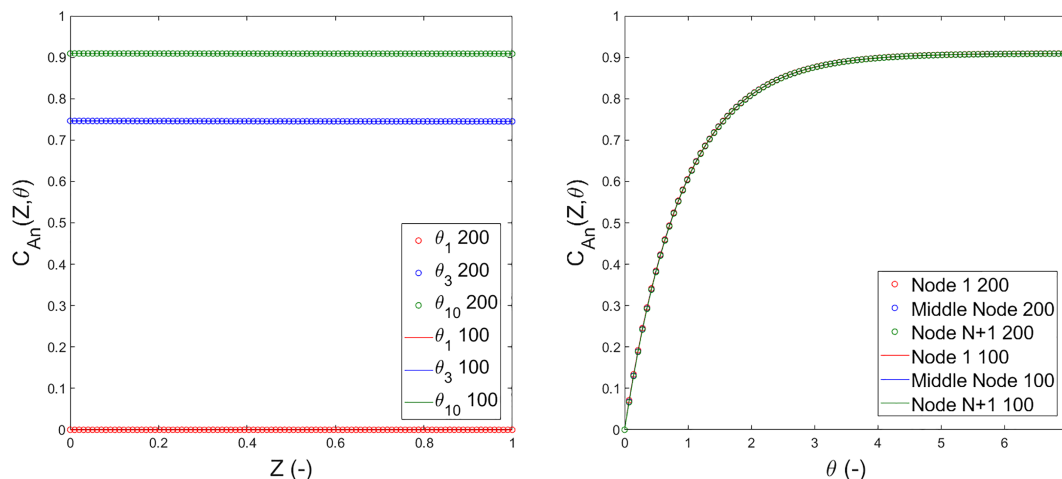 1
0.9
0.8
0.7
0.6
0.5
0.4
0.3
0.2
0.1
0
C_An(Z,θ)
θ_1 200
θ_3 200
θ_10 200
θ_1 100
θ_3 100
θ_10 100
0 0.2 0.4 0.6 0.8 1
Z (-)
1
0.9
0.8
0.7
0.6
0.5
0.4
0.3
0.2
0.1
0
C_An(Z,θ)
Node 1 200
Middle Node 200
Node N+1 200
Node 1 100
Middle Node 100
Node N+1 100
0 1 2 3 4 5 6
θ (-)